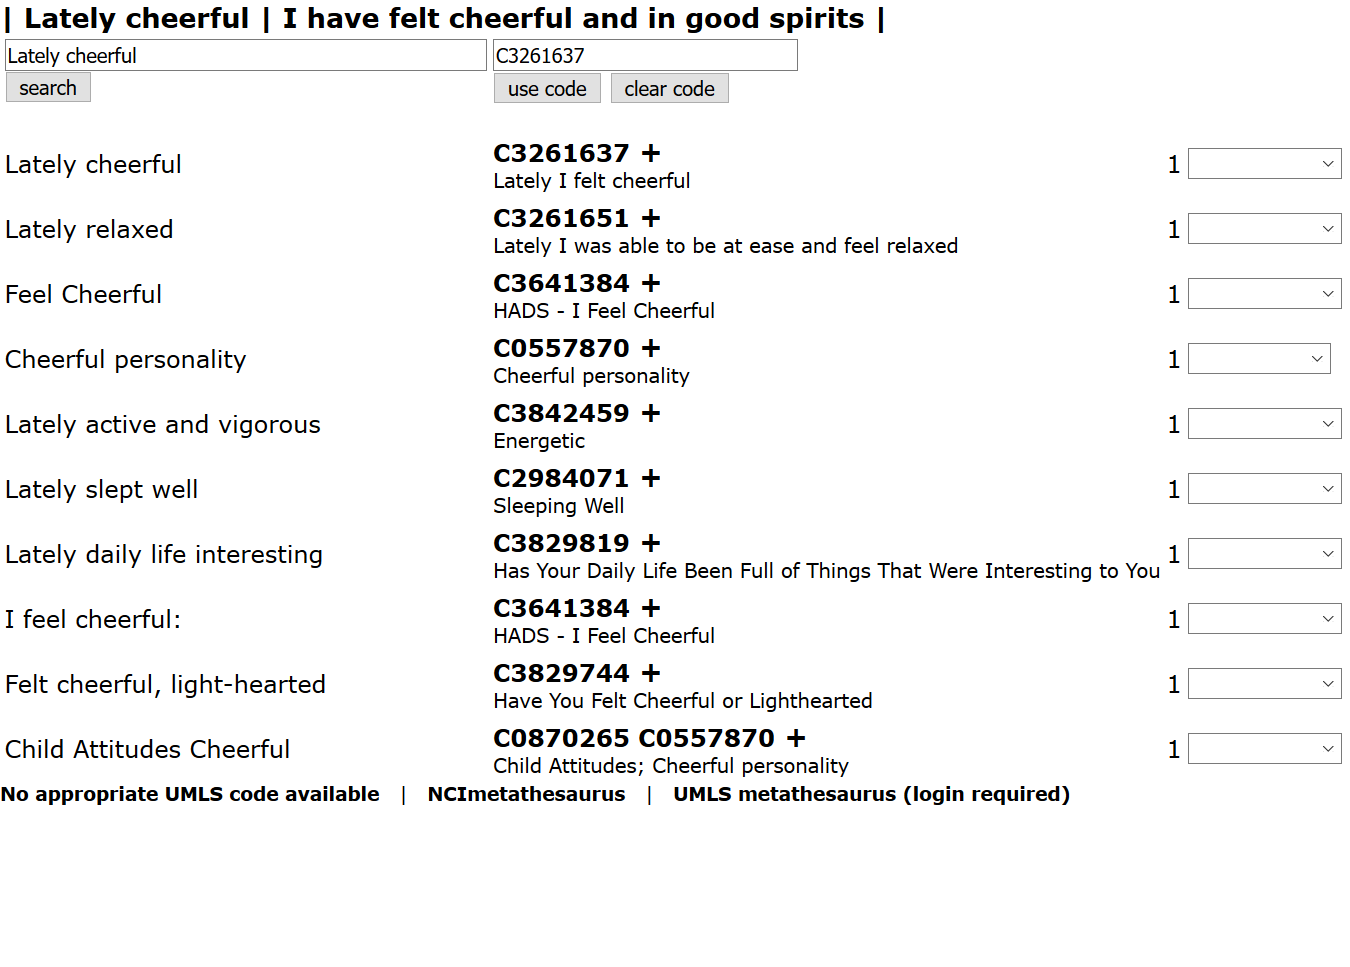 | Lately cheerful | I have felt cheerful and in good spirits |
Lately cheerful C3261637
search use code clear code
Lately cheerful C3261637 + 1
Lately I felt cheerful
Lately relaxed C3261651 + 1
Lately I was able to be at ease and feel relaxed
Feel Cheerful C3641384 + 1
HADS - I Feel Cheerful
Cheerful personality C0557870 + 1
Cheerful personality
Lately active and vigorous C3842459 + 1
Energetic
Lately slept well C2984071 + 1
Sleeping Well
Lately daily life interesting C3829819 + 1
Has Your Daily Life Been Full of Things That Were Interesting to You
I feel cheerful: C3641384 + 1
HADS - I Feel Cheerful
Felt cheerful, light-hearted C3829744 + 1
Have You Felt Cheerful or Lighthearted
Child Attitudes Cheerful C0870265 C0557870 + 1
Child Attitudes; Cheerful personality
No appropriate UMLS code available | NCImetathesaurus | UMLS metathesaurus (login required)